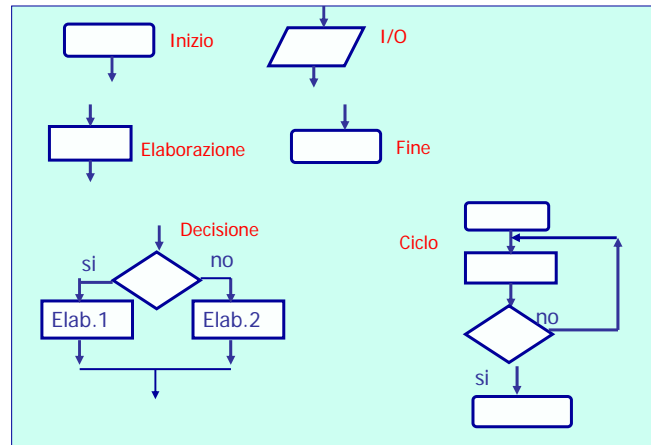 Inizio
I/O
Elaborazione
Fine
Decisione
si
no
Elab.1
Elab.2
Ciclo
no
si